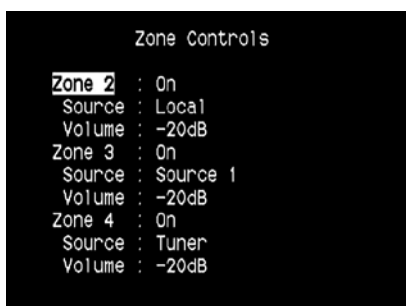 Zone Controls
Zone 2 : On
Source : Local
Volume : -20dB
Zone 3 : On
Source : Source 1
Volume : -20dB
Zone 4 : On
Source : Tuner
Volume : -20dB